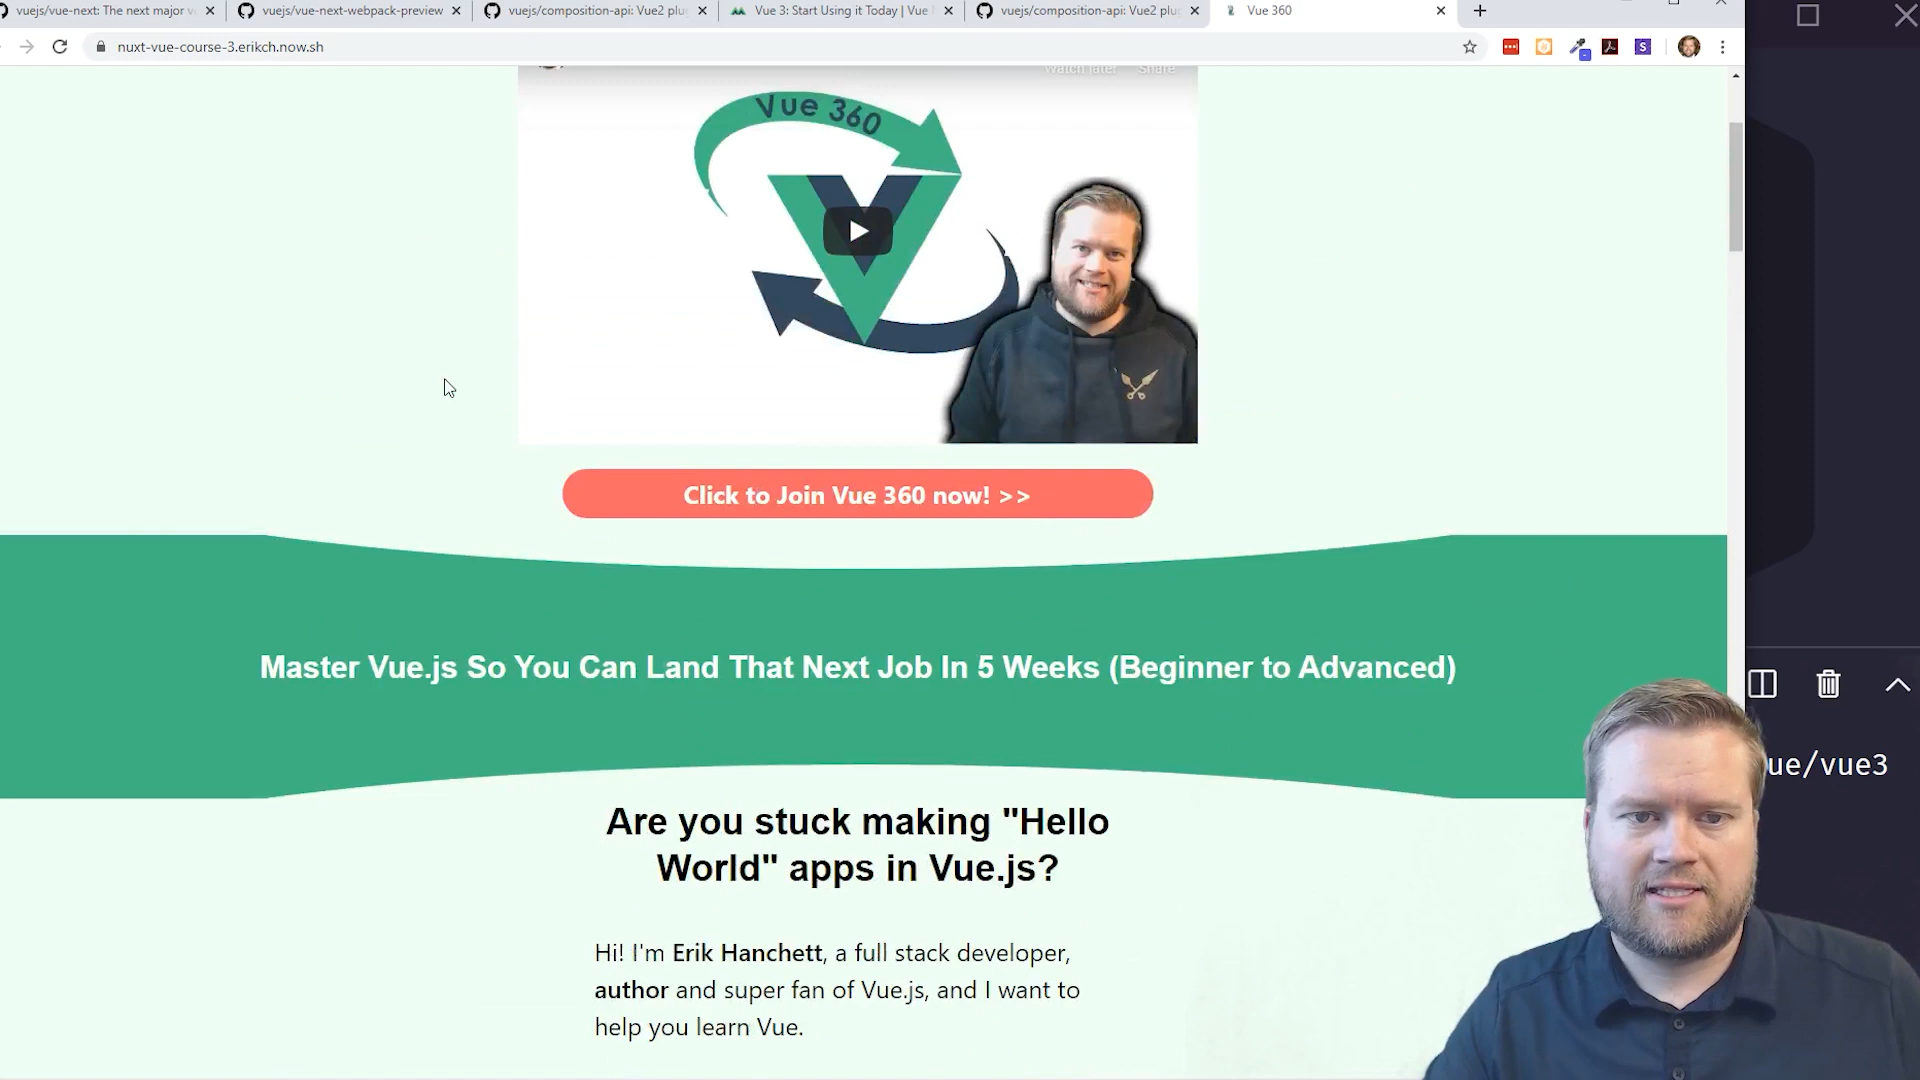 vuejs/vue-next: The next major v
vuejs/vue-next-webpack-preview
vuejs/composition-api: Vue2 plu
Vue 3: Start Using it Today | Vue
vuejs/composition-api: Vue2 plu
Vue 360
nuxt-vue-course-3.erikch.now.sh
S
Watch later Share
Vue 360
Click to Join Vue 360 now! >>
Master Vue.js So You Can Land That Next Job In 5 Weeks (Beginner to Advanced)
ue/vue3
Are you stuck making "Hello
World" apps in Vue.js?
Hi! I'm Erik Hanchett, a full stack developer,
author and super fan of Vue.js, and I want to
help you learn Vue.